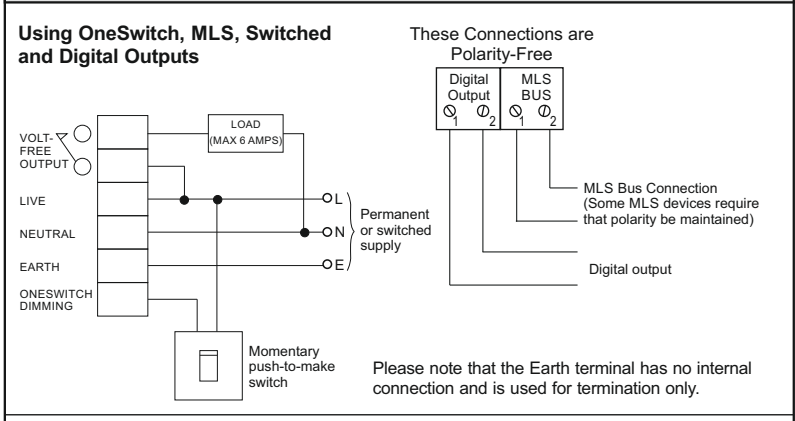 Using OneSwitch, MLS, Switched
and Digital Outputs
These Connections are
Polarity-Free
Digital
Output
MLS
BUS
1
2
1
2
VOLT-
FREE
OUTPUT
LOAD
(MAX 6 AMPS)
LIVE
L
NEUTRAL
N
EARTH
E
Permanent
or switched
supply
ONESWITCH
DIMMING
Momentary
push-to-make
switch
MLS Bus Connection
(Some MLS devices require
that polarity be maintained)
Digital output
Please note that the Earth terminal has no internal
connection and is used for termination only.